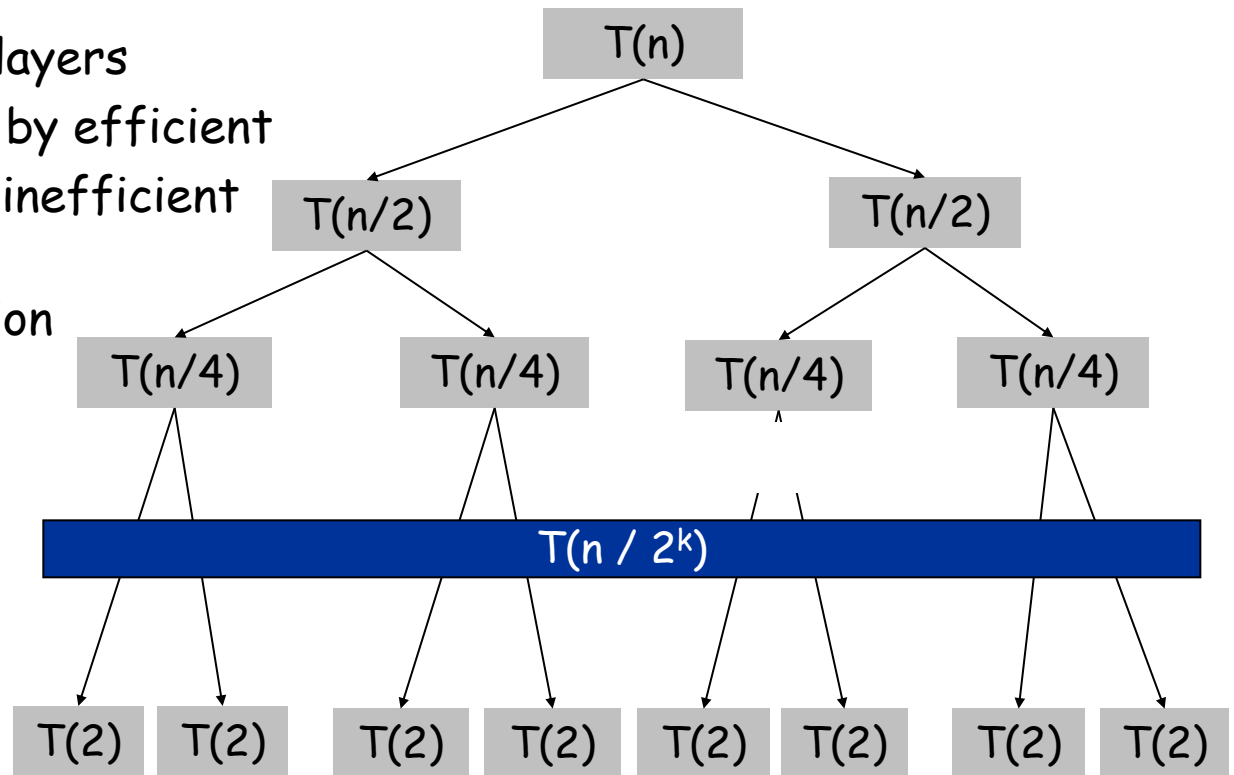 T(n)
layers
by efficient
inefficient
T(n/2) T(n/2)
on
T(n/4) T(n/4) T(n/4) T(n/4)
T(n / 2ᵏ)
T(2) T(2) T(2) T(2) T(2) T(2) T(2) T(2)